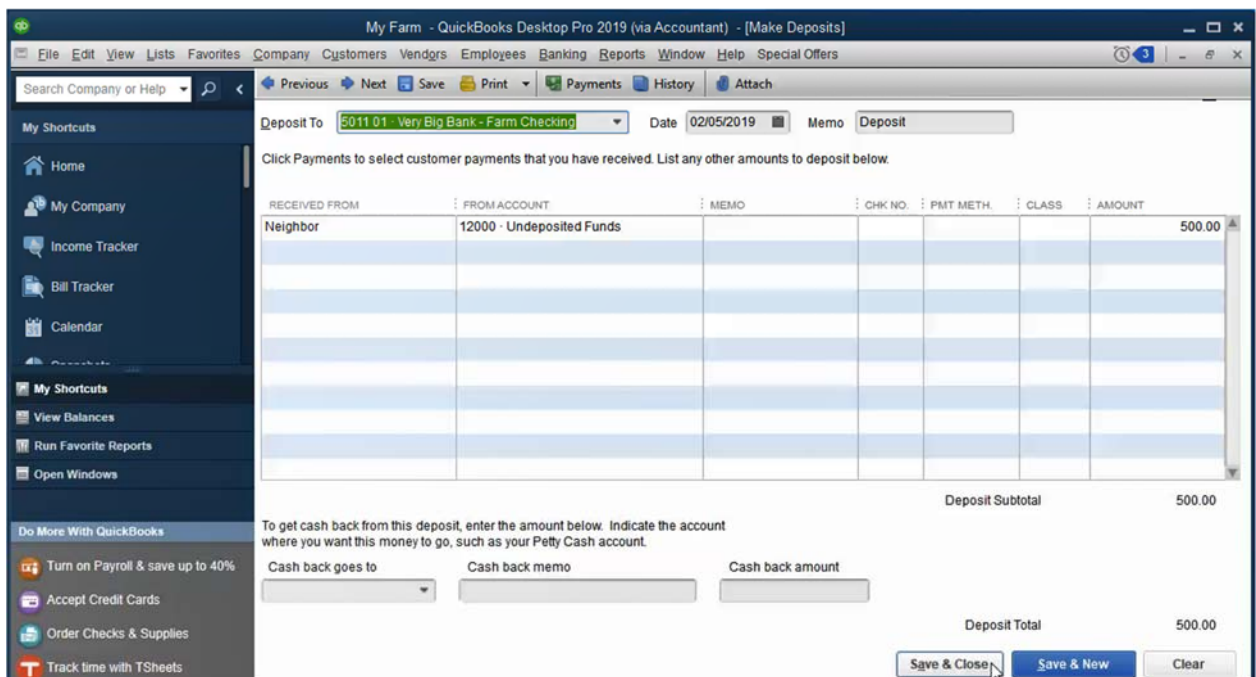 qb My Farm - QuickBooks Desktop Pro 2019 (via Accountant) - [Make Deposits]
File Edit View Lists Favorites Company Customers Vendors Employees Banking Reports Window Help Special Offers 3
Search Company or Help Previous Next Save Print Payments History Attach
My Shortcuts
Home
My Company
Income Tracker
Bill Tracker
Calendar
My Shortcuts
View Balances
Run Favorite Reports
Open Windows
Do More With QuickBooks
Turn on Payroll & save up to 40%
Accept Credit Cards
Order Checks & Supplies
Track time with TSheets
Deposit To 5011 01 · Very Big Bank - Farm Checking Date 02/05/2019 Memo Deposit
Click Payments to select customer payments that you have received. List any other amounts to deposit below.
RECEIVED FROM FROM ACCOUNT MEMO CHK NO. PMT METH. CLASS AMOUNT
Neighbor 12000 · Undeposited Funds 500.00
Deposit Subtotal 500.00
To get cash back from this deposit, enter the amount below. Indicate the account
where you want this money to go, such as your Petty Cash account.
Cash back goes to Cash back memo Cash back amount
Deposit Total 500.00
Save & Close Save & New Clear